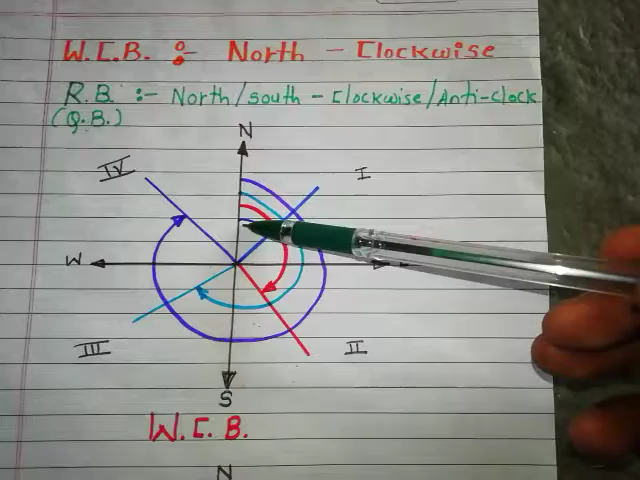 W.C.B. :- North - Clockwise
R.B. :- North/south - Clockwise/Anti-clock
(Q.B.)
N
IV
I
W
III
II
S
W.C.B.
N